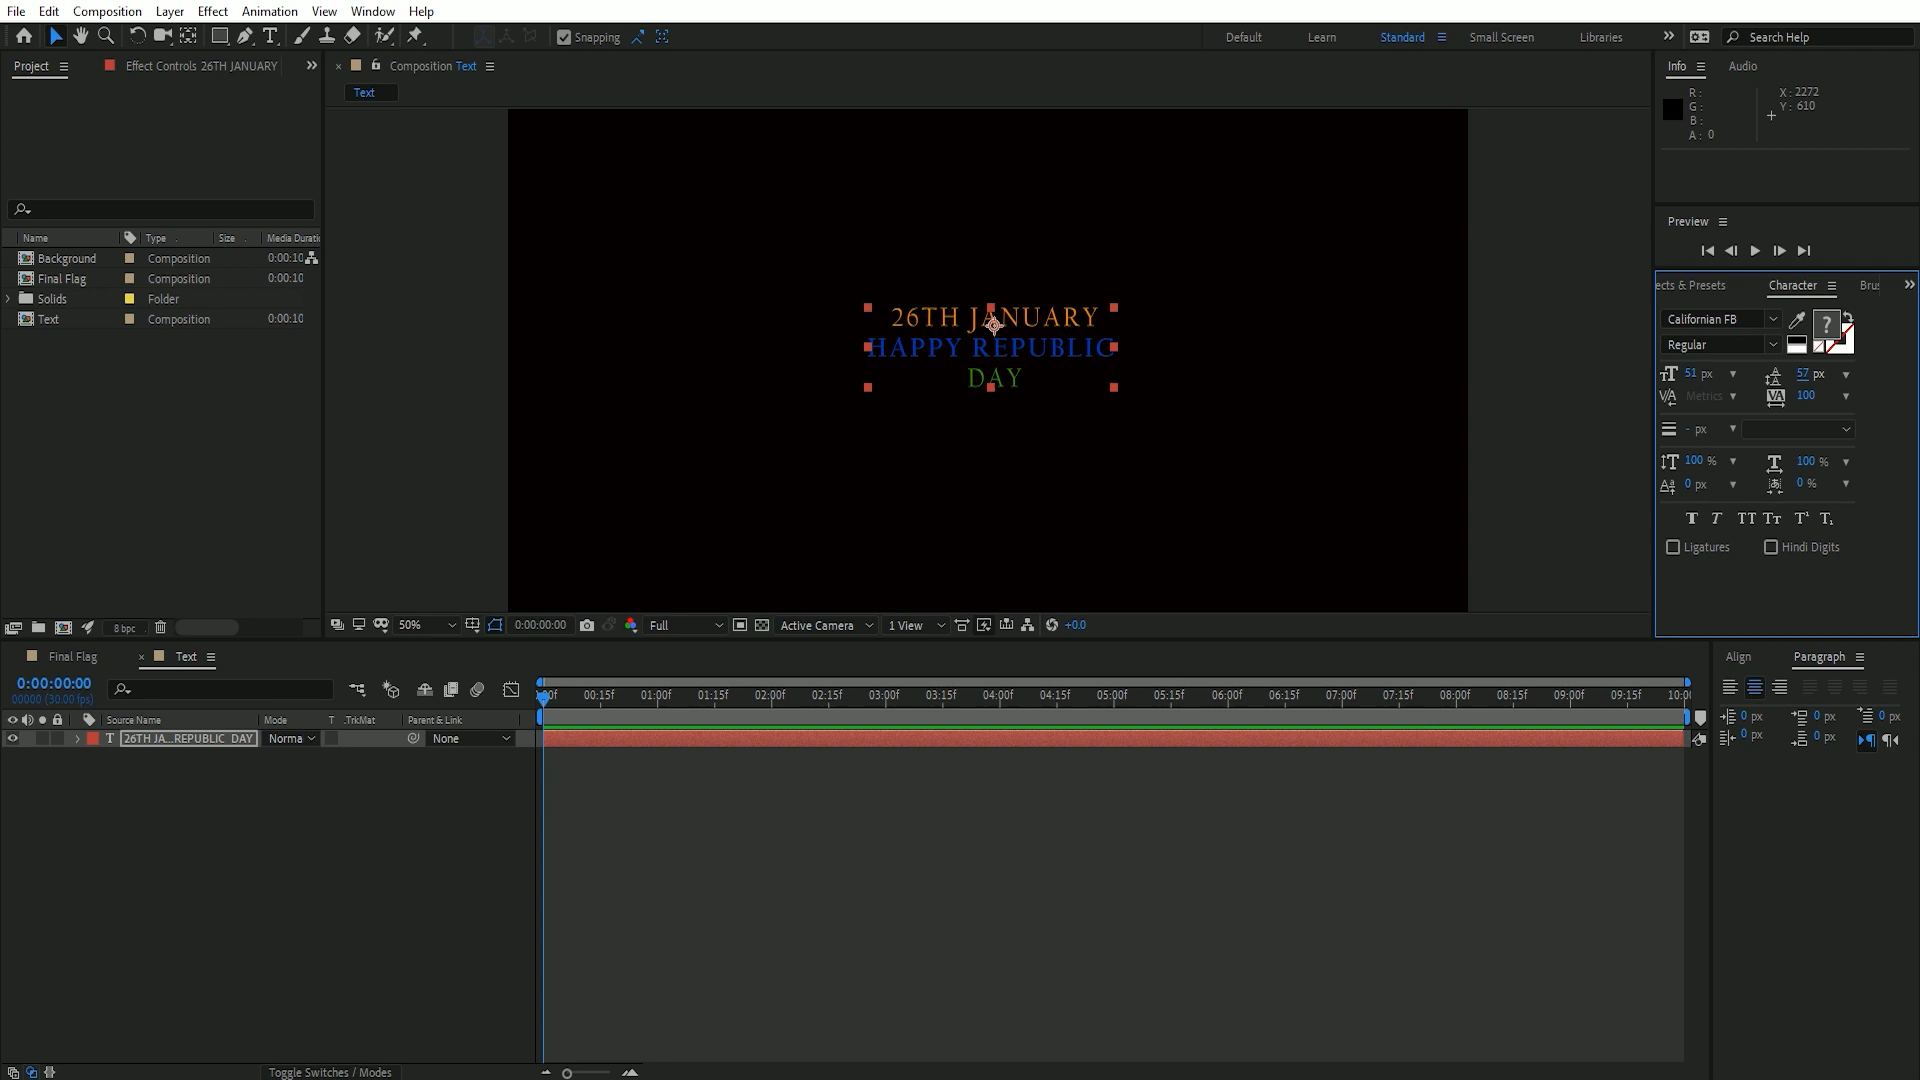 File Edit Composition Layer Effect Animation View Window Help
Snapping
Default Learn Standard Small Screen Libraries Search Help
Project Effect Controls 26TH JANUARY
Composition Text
Info Audio
Text
R:
G:
B:
A: 0
X: 2272
Y: 610
Name Type Size Media Durati
Background Composition 0:00:10
Final Flag Composition 0:00:10
Solids Folder
Text Composition 0:00:10
26TH JANUARY
HAPPY REPUBLIC
DAY
Preview
ects & Presets Character Bru
Californian FB
Regular
?
51 px 57 px
Metrics 100
- px
100 % 100 %
0 px 0 %
Ligatures Hindi Digits
8 bpc
50% 0:00:00:00 Full Active Camera 1 View +0.0
Final Flag Text
Align Paragraph
0:00:00:00
00000 (30.00 fps)
:00f 00:15f 01:00f 01:15f 02:00f 02:15f 03:00f 03:15f 04:00f 04:15f 05:00f 05:15f 06:00f 06:15f 07:00f 07:15f 08:00f 08:15f 09:00f 09:15f 10:0
Source Name Mode T .TrkMat Parent & Link
T 26TH JA...REPUBLIC DAY Norma None
0 px 0 px 0 px
0 px 0 px
Toggle Switches / Modes